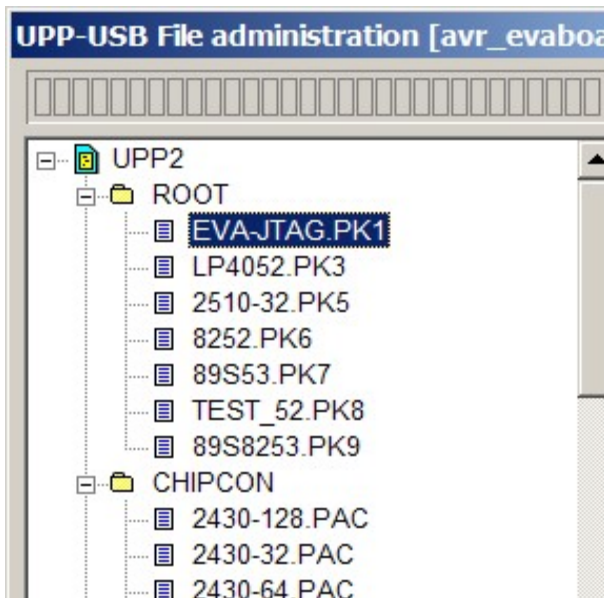 UPP-USB File administration [avr_evaboa
UPP2
ROOT
EVA-JTAG.PK1
LP4052.PK3
2510-32.PK5
8252.PK6
89S53.PK7
TEST_52.PK8
89S8253.PK9
CHIPCON
2430-128.PAC
2430-32.PAC
2430-64.PAC